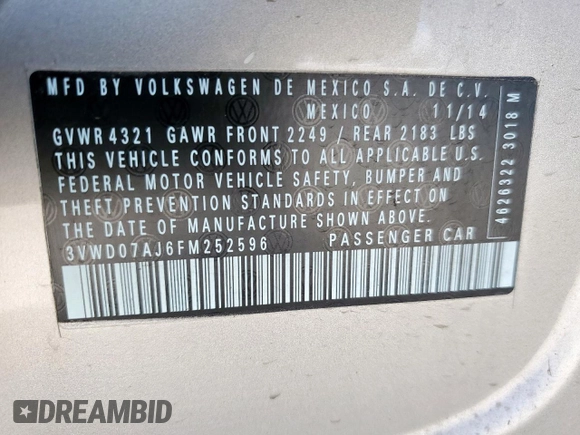 MFD BY VOLKSWAGEN DE MEXICO S.A. DE C.V.
MEXICO 11/14
GVWR 4321 GAWR FRONT 2249 / REAR 2183 LBS
THIS VEHICLE CONFORMS TO ALL APPLICABLE U.S.
FEDERAL MOTOR VEHICLE SAFETY, BUMPER AND
THEFT PREVENTION STANDARDS IN EFFECT ON
THE DATE OF MANUFACTURE SHOWN ABOVE.
3VWD07AJ6FM252596 PASSENGER CAR
4626322 3018 M
DREAMBID